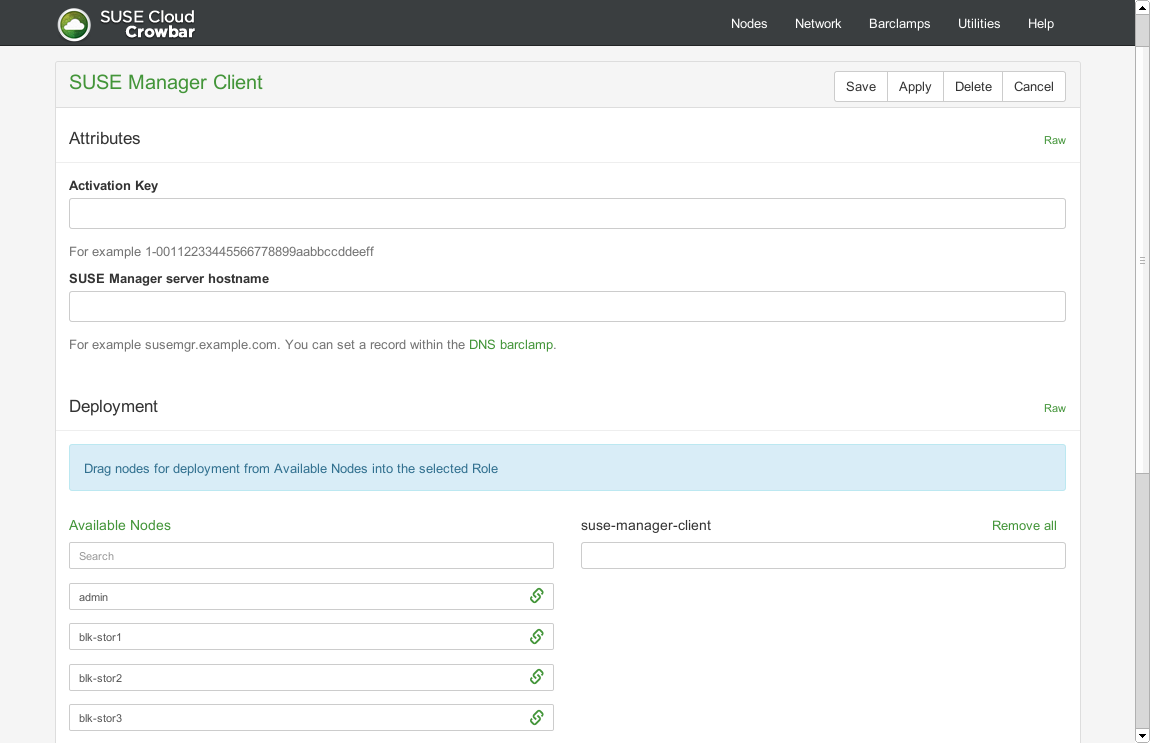 SUSE Cloud
Crowbar
Nodes Network Barclamps Utilities Help
SUSE Manager Client
Save Apply Delete Cancel
Attributes Raw
Activation Key
For example 1-00112233445566778899aabbccddeeff
SUSE Manager server hostname
For example susemgr.example.com. You can set a record within the DNS barclamp.
Deployment Raw
Drag nodes for deployment from Available Nodes into the selected Role
Available Nodes suse-manager-client Remove all
Search
admin
blk-stor1
blk-stor2
blk-stor3